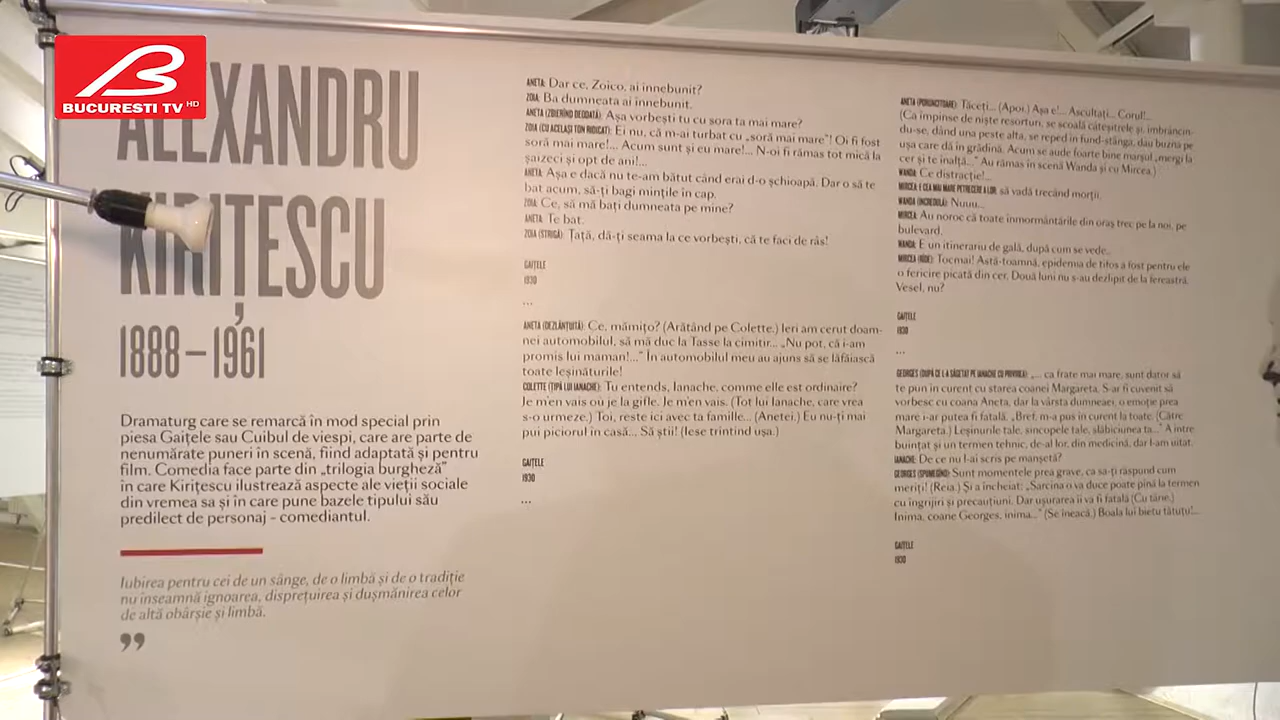 BUCURESTI TV HD
ALEXANDRU
KIRIȚESCU
1888 – 1961
Dramaturg care se remarcă în mod special prin
piesa Gaițele sau Cuibul de viespi, care are parte de
nenumărate puneri în scenă, fiind adaptată și pentru
film. Comedia face parte din „trilogia burgheză”
în care Kirițescu ilustrează aspecte ale vieții sociale
din vremea sa și în care pune bazele tipului său
predilect de personaj - comediantul.
Iubirea pentru cei de un sânge, de o limbă și de o tradiție
nu înseamnă ignoarea, disprețuirea și dușmănirea celor
de altă obârșie și limbă.
”
ANETA: Dar ce, Zoico, ai înnebunit?
ZOIA: Ba dumneata ai înnebunit.
ANETA (ZBIERÎND DEODATĂ): Așa vorbești tu cu sora ta mai mare?
ZOIA (CU ACELAȘI TON RIDICAT): Ei nu, că m-ai turbat cu „soră mai mare”! Oi fi fost
soră mai mare!... Acum sunt și eu mare!... N-oi fi rămas tot mică la
șaizeci și opt de ani!...
ANETA: Așa e dacă nu te-am bătut când erai d-o șchioapă. Dar o să te
bat acum, să-ți bagi mințile în cap.
ZOIA: Ce, să mă bați dumneata pe mine?
ANETA: Te bat.
ZOIA (STRIGĂ): Țață, dă-ți seama la ce vorbești, că te faci de râs!
GAIȚELE
1930
...
ANETA (DEZLĂNȚUITĂ): Ce, mămițo? (Arătând pe Colette.) Ieri am cerut doam-
nei automobilul, să mă duc la Tasse la cimitir... „Nu pot, că i-am
promis lui maman!...” În automobilul meu au ajuns să se lăfăiască
toate leșinăturile!
COLETTE (ȚIPĂ LUI IANACHE): Tu entends, Ianache, comme elle est ordinaire?
Je m'en vais où je la gifle. Je m'en vais. (Tot lui Ianache, care vrea
s-o urmeze.) Toi, reste ici avec ta famille... (Anetei.) Eu nu-ți mai
pui piciorul în casă... Să știi! (Iese trîntind ușa.)
GAIȚELE
1930
...
ANETA (PORUNCITOARE): Tăceți... (Apoi.) Așa e!... Ascultați... Corul!...
(Ca împinse de niște resorturi, se scoală câteșitrele și, îmbrâncin-
du-se, dând una peste alta, se reped în fund-stânga, dau buzna pe
ușa care dă în grădină. Acum se aude foarte bine marșul „mergi la
cer și te înalță...” Au rămas în scenă Wanda și cu Mircea.)
WANDA: Ce distracție!...
MIRCEA: E CEA MAI MARE PETRECERE A LOR, să vadă trecând morții.
WANDA (INCREDULĂ): Nuuu...
MIRCEA: Au noroc că toate înmormântările din oraș trec pe la noi, pe
bulevard.
WANDA: E un itinerariu de gală, după cum se vede...
MIRCEA (RÎDE): Tocmai! Astă-toamnă, epidemia de tifos a fost pentru ele
o fericire picată din cer. Două luni nu s-au dezlipit de la fereastră.
Vesel, nu?
GAIȚELE
1930
...
GEORGES (DUPĂ CE L-A SĂGETAT PE IANACHE CU PRIVIREA): „... ca frate mai mare, sunt dator să
te pun în curent cu starea coanei Margareta. S-ar fi cuvenit să
vorbesc cu coana Aneta, dar la vârsta dumneaei, o emoție prea
mare i-ar putea fi fatală. „Bref, m-a pus în curent la toate. (Către
Margareta.) Leșinurile tale, sincopele tale, slăbiciunea ta...” A între
buințat și un termen tehnic, de-al lor, din medicină, dar l-am uitat.
IANACHE: De ce nu l-ai scris pe manșetă?
GEORGES (SPUMEGÎND): Sunt momentele prea grave, ca să-ți răspund cum
meriți! (Reia.) Și a încheiat: „Sarcina o va duce poate pînă la termen
cu îngrijiri și precauțiuni. Dar ușurarea îi va fi fatală (Cu tărie.)
Inima, coane Georges, inima...” (Se îneacă.) Boala lui bietu tătuțu!...
GAIȚELE
1930